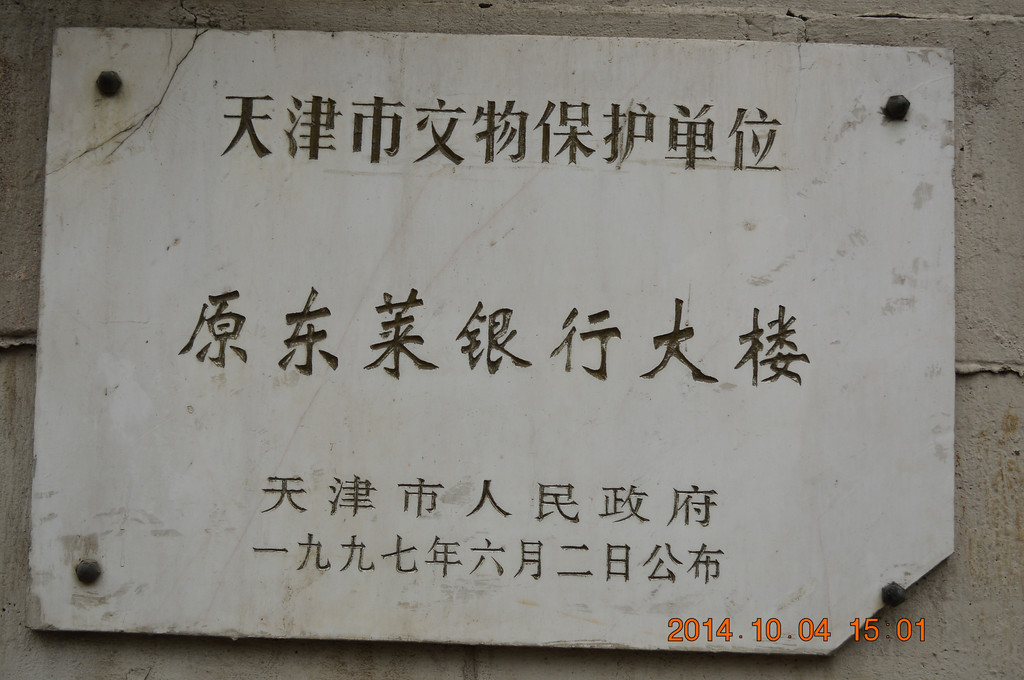 天津市文物保护单位
原东莱银行大楼
天津市人民政府
一九九七年六月二日公布
2014.10.04 15:01